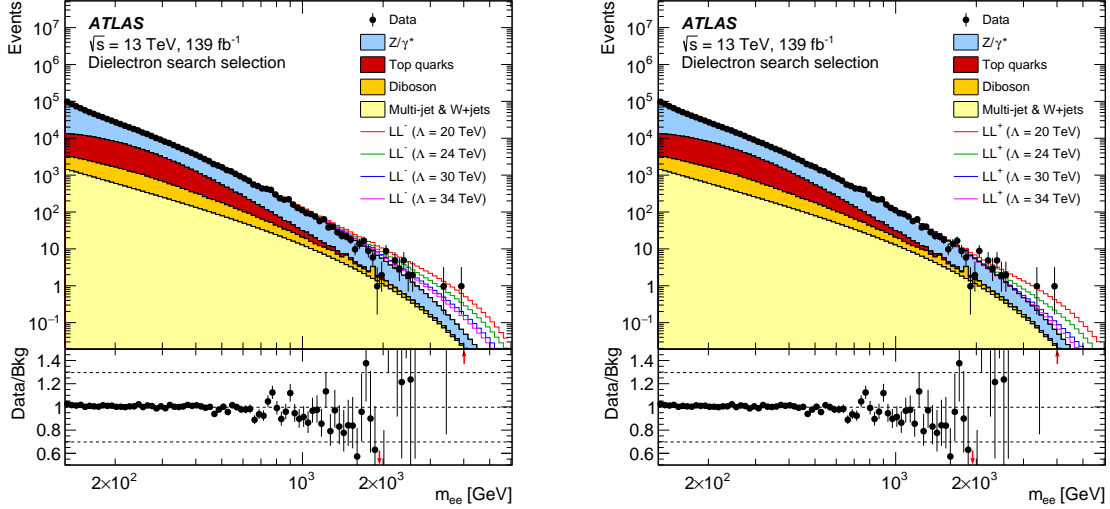 Events
10⁷
10⁶
10⁵
10⁴
10³
10²
10
1
10⁻¹
ATLAS
√s = 13 TeV, 139 fb⁻¹
Dielectron search selection
Data
Z/γ*
Top quarks
Diboson
Multi-jet & W+jets
LL⁻ (Λ = 20 TeV)
LL⁻ (Λ = 24 TeV)
LL⁻ (Λ = 30 TeV)
LL⁻ (Λ = 34 TeV)
Data/Bkg
1.4
1.2
1
0.8
0.6
2×10² 10³ 2×10³
m_ee [GeV]
Events
10⁷
10⁶
10⁵
10⁴
10³
10²
10
1
10⁻¹
ATLAS
√s = 13 TeV, 139 fb⁻¹
Dielectron search selection
Data
Z/γ*
Top quarks
Diboson
Multi-jet & W+jets
LL⁺ (Λ = 20 TeV)
LL⁺ (Λ = 24 TeV)
LL⁺ (Λ = 30 TeV)
LL⁺ (Λ = 34 TeV)
Data/Bkg
1.4
1.2
1
0.8
0.6
2×10² 10³ 2×10³
m_ee [GeV]